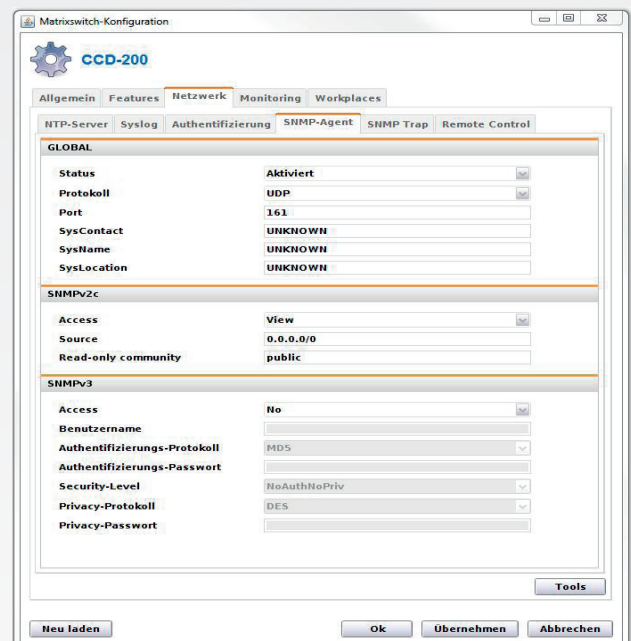 Matrixswitch-Konfiguration
CCD-200
Allgemein Features Netzwerk Monitoring Workplaces
NTP-Server Syslog Authentifizierung SNMP-Agent SNMP Trap Remote Control
GLOBAL
Status Aktiviert
Protokoll UDP
Port 161
SysContact UNKNOWN
SysName UNKNOWN
SysLocation UNKNOWN
SNMPv2c
Access View
Source 0.0.0.0/0
Read-only community public
SNMPv3
Access No
Benutzername
Authentifizierungs-Protokoll MD5
Authentifizierungs-Passwort
Security-Level NoAuthNoPriv
Privacy-Protokoll DES
Privacy-Passwort
Tools
Neu laden Ok Übernehmen Abbrechen